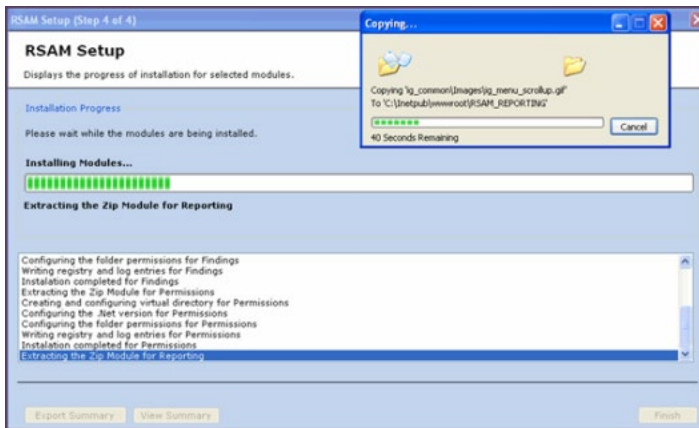 RSAM Setup (Step 4 of 4)
RSAM Setup
Displays the progress of installation for selected modules.
Copying...
Copying 'ig_common\Images\ig_menu_scrollup.gif'
To 'C:\Inetpub\wwwroot\RSAM_REPORTING'
Cancel
40 Seconds Remaining
Installation Progress
Please wait while the modules are being installed.
Installing Modules...
Extracting the Zip Module for Reporting
Configuring the folder permissions for Findings
Writing registry and log entries for Findings
Instalation completed for Findings
Extracting the Zip Module for Permissions
Creating and configuring virtual directory for Permissions
Configuring the .Net version for Permissions
Configuring the folder permissions for Permissions
Writing registry and log entries for Permissions
Instalation completed for Permissions
Extracting the Zip Module for Reporting
Export Summary View Summary Finish